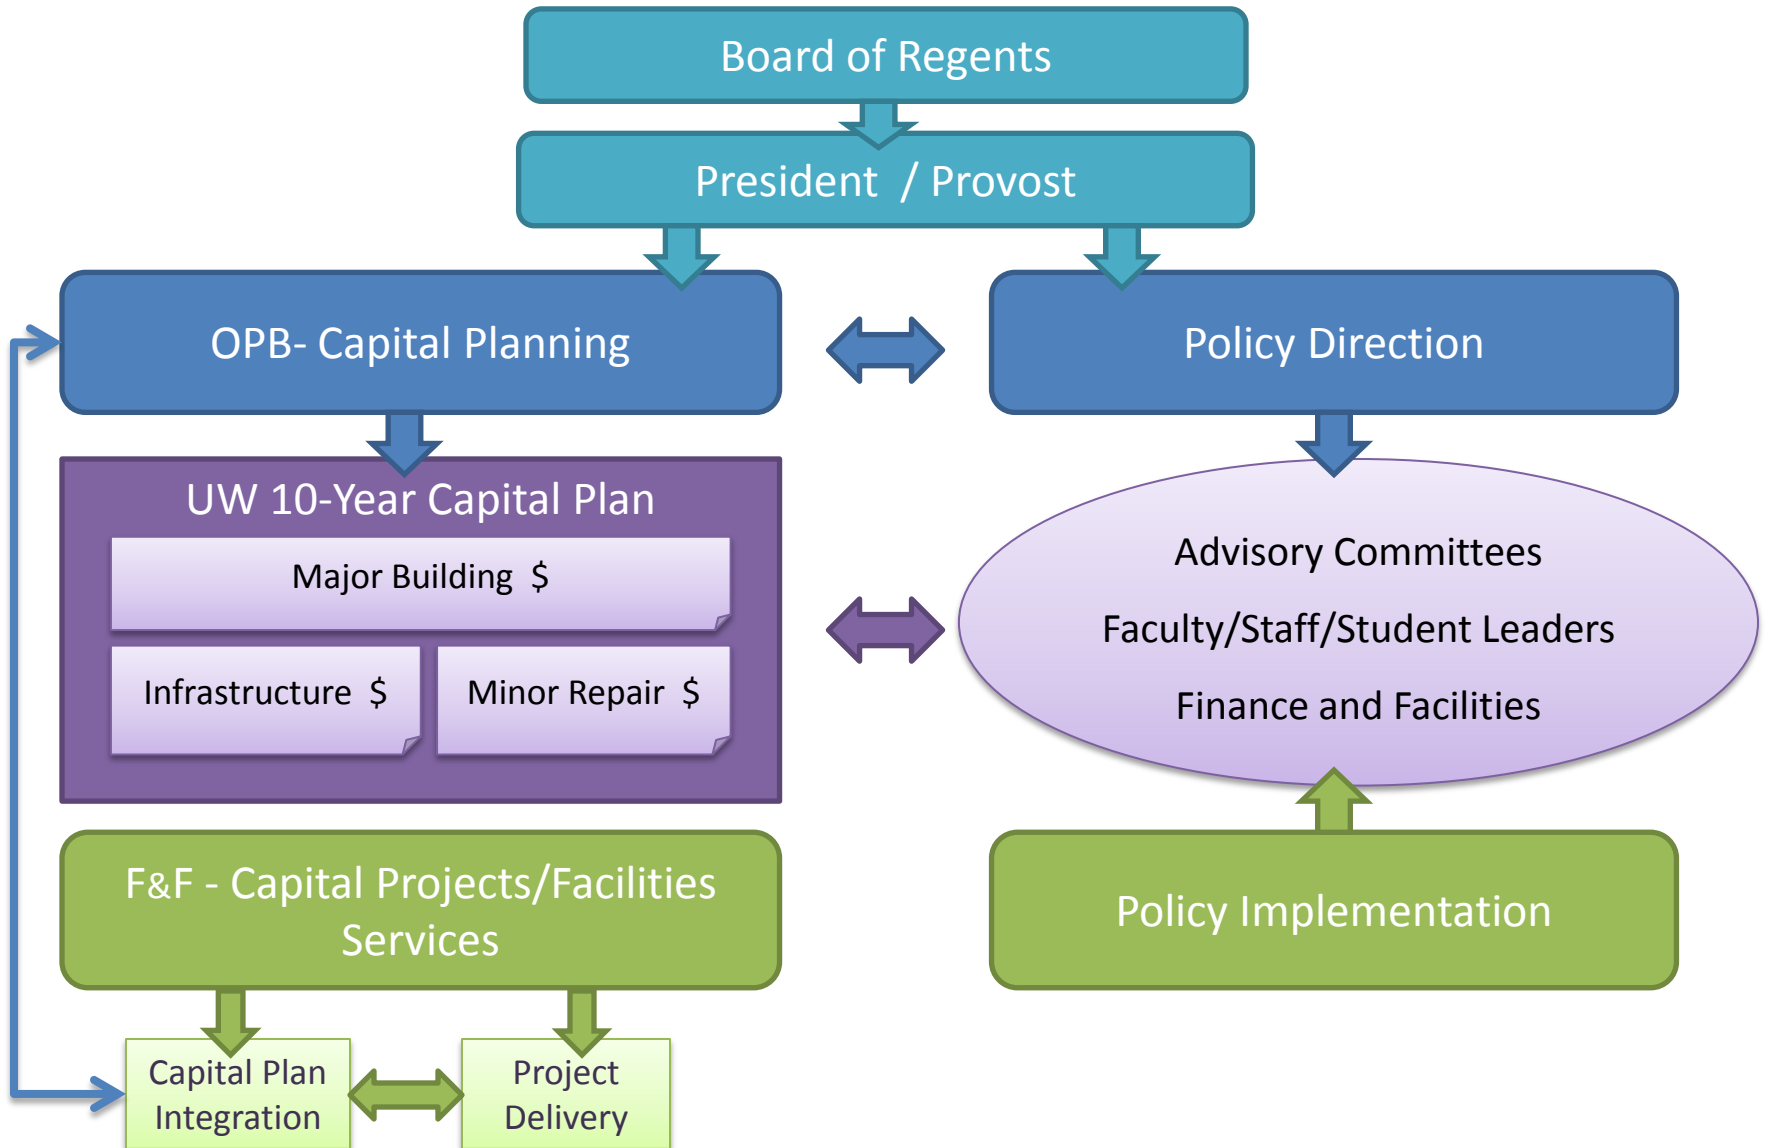 Board of Regents
President / Provost
OPB- Capital Planning
Policy Direction
UW 10-Year Capital Plan
Major Building $
Infrastructure $
Minor Repair $
Advisory Committees
Faculty/Staff/Student Leaders
Finance and Facilities
F&F - Capital Projects/Facilities
Services
Policy Implementation
Capital Plan
Integration
Project
Delivery